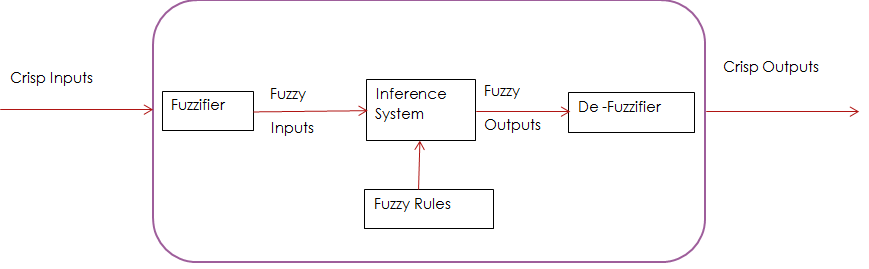 Crisp Inputs
Fuzzifier
Fuzzy
Inputs
Inference
System
Fuzzy
Outputs
De -Fuzzifier
Crisp Outputs
Fuzzy Rules